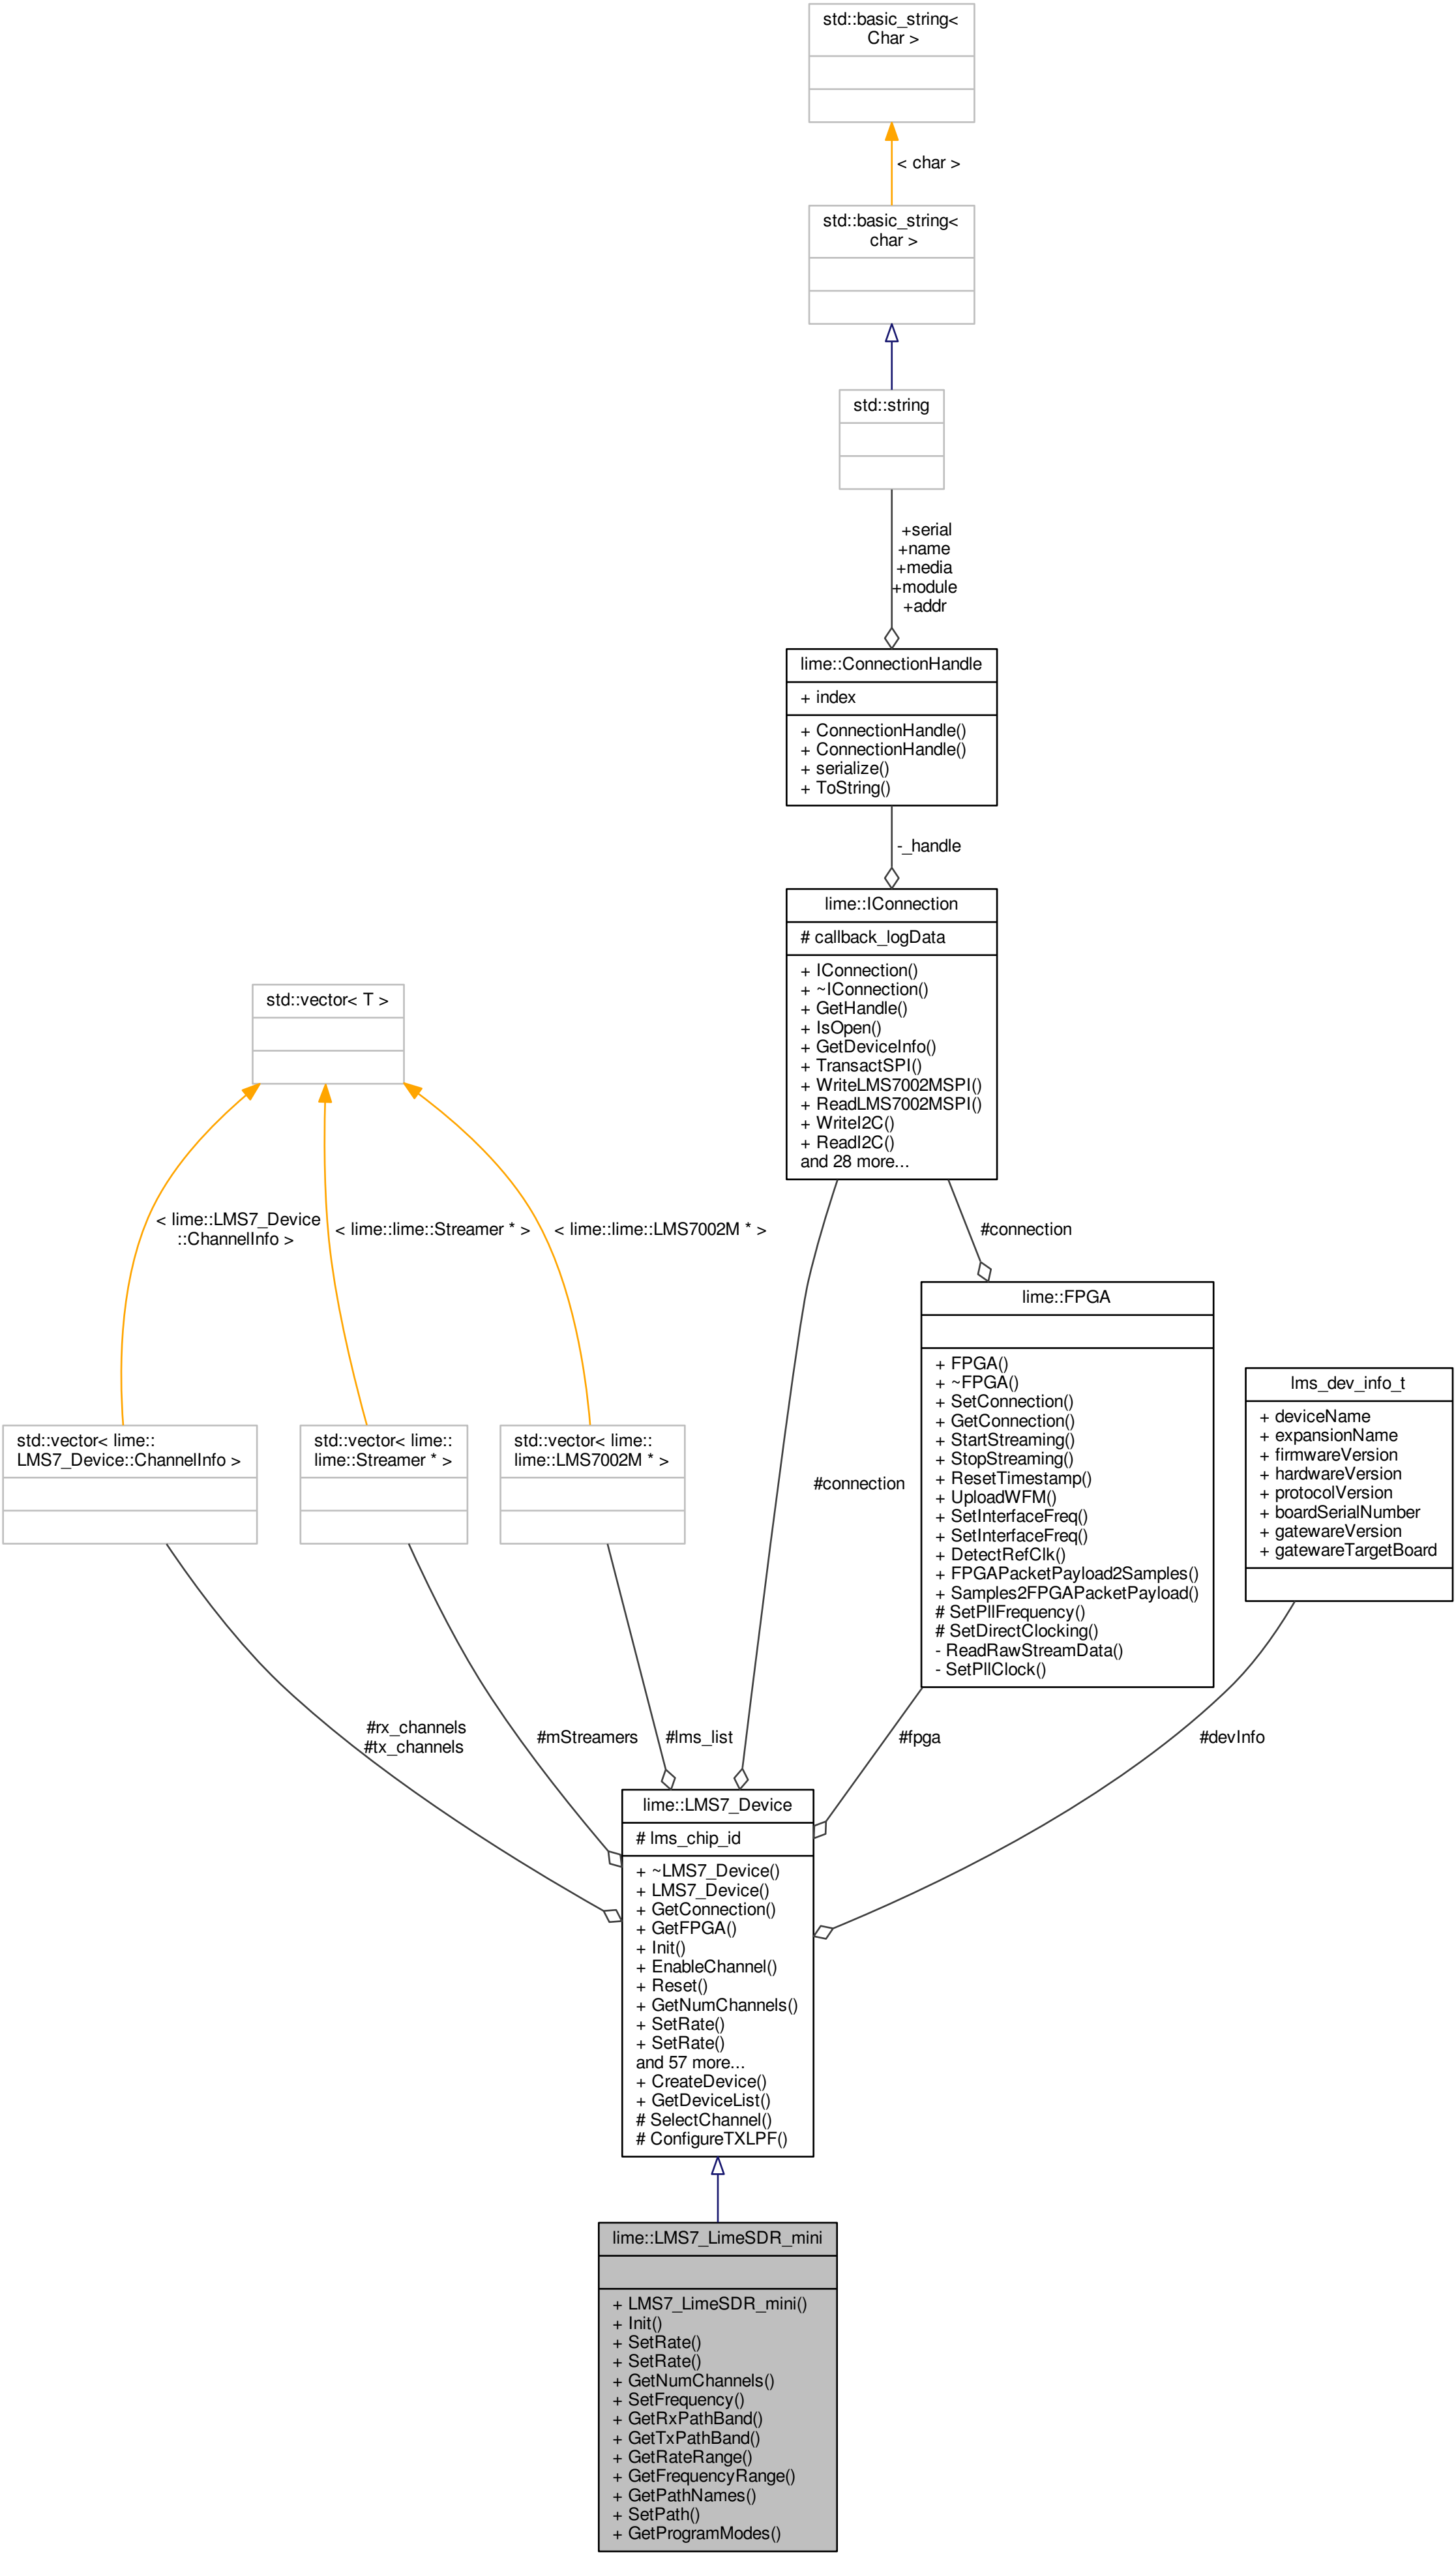 std::basic_string<
Char >
< char >
std::basic_string<
char >
std::string
+serial
+name
+media
+module
+addr
lime::ConnectionHandle
+ index
+ ConnectionHandle()
+ ConnectionHandle()
+ serialize()
+ ToString()
-_handle
lime::IConnection
# callback_logData
+ IConnection()
+ ~IConnection()
+ GetHandle()
+ IsOpen()
+ GetDeviceInfo()
+ TransactSPI()
+ WriteLMS7002MSPI()
+ ReadLMS7002MSPI()
+ WriteI2C()
+ ReadI2C()
and 28 more...
std::vector< T >
< lime::LMS7_Device
::ChannelInfo >
< lime::lime::Streamer * >
< lime::lime::LMS7002M * >
#connection
lime::FPGA
+ FPGA()
+ ~FPGA()
+ SetConnection()
+ GetConnection()
+ StartStreaming()
+ StopStreaming()
+ ResetTimestamp()
+ UploadWFM()
+ SetInterfaceFreq()
+ SetInterfaceFreq()
+ DetectRefClk()
+ FPGAPacketPayload2Samples()
+ Samples2FPGAPacketPayload()
# SetPllFrequency()
# SetDirectClocking()
- ReadRawStreamData()
- SetPllClock()
lms_dev_info_t
+ deviceName
+ expansionName
+ firmwareVersion
+ hardwareVersion
+ protocolVersion
+ boardSerialNumber
+ gatewareVersion
+ gatewareTargetBoard
std::vector< lime::
LMS7_Device::ChannelInfo >
std::vector< lime::
lime::Streamer * >
std::vector< lime::
lime::LMS7002M * >
#connection
#rx_channels
#tx_channels
#mStreamers
#lms_list
#fpga
#devInfo
lime::LMS7_Device
# lms_chip_id
+ ~LMS7_Device()
+ LMS7_Device()
+ GetConnection()
+ GetFPGA()
+ Init()
+ EnableChannel()
+ Reset()
+ GetNumChannels()
+ SetRate()
+ SetRate()
and 57 more...
+ CreateDevice()
+ GetDeviceList()
# SelectChannel()
# ConfigureTXLPF()
lime::LMS7_LimeSDR_mini
+ LMS7_LimeSDR_mini()
+ Init()
+ SetRate()
+ SetRate()
+ GetNumChannels()
+ SetFrequency()
+ GetRxPathBand()
+ GetTxPathBand()
+ GetRateRange()
+ GetFrequencyRange()
+ GetPathNames()
+ SetPath()
+ GetProgramModes()